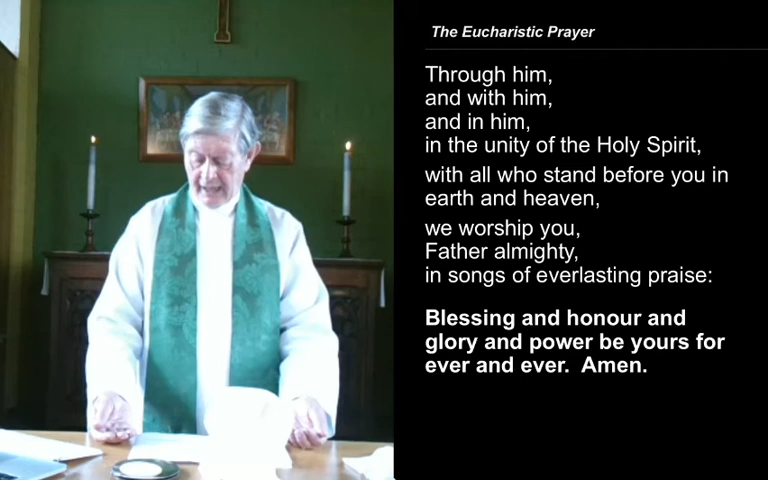 The Eucharistic Prayer
Through him,
and with him,
and in him,
in the unity of the Holy Spirit,
with all who stand before you in
earth and heaven,
we worship you,
Father almighty,
in songs of everlasting praise:
Blessing and honour and
glory and power be yours for
ever and ever.  Amen.